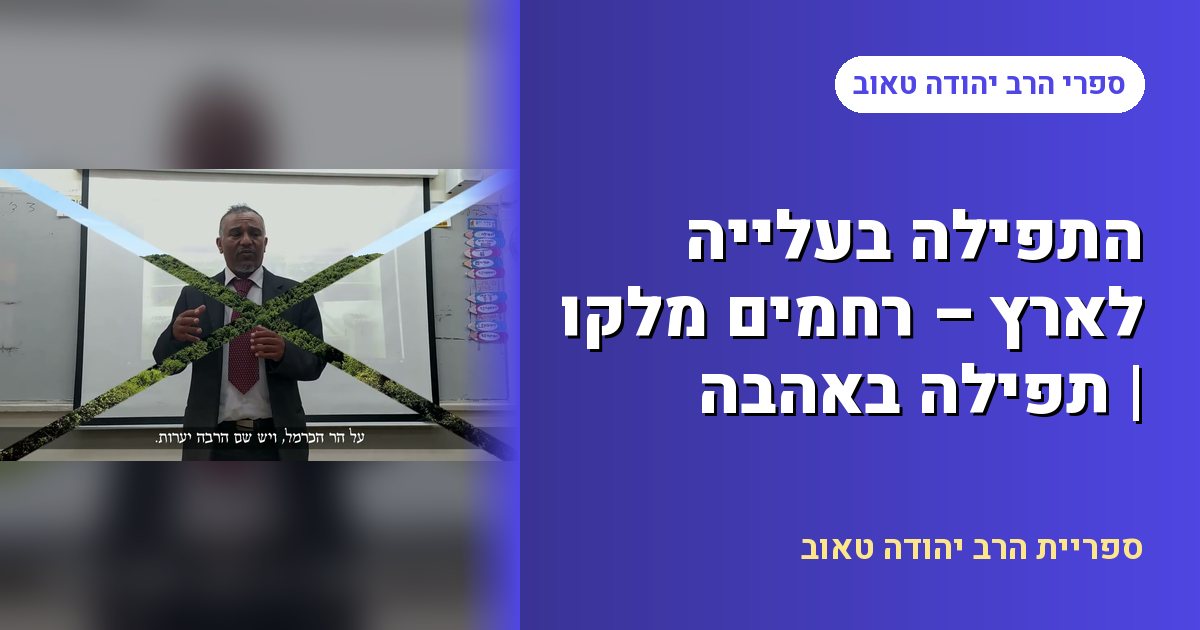 ספרי הרב יהודה טאוב
התפילה בעלייה
לארץ – רחמים מלקו
| תפילה באהבה
ספריית הרב יהודה טאוב
על הר הכרמל, ויש שם הרבה יערות.